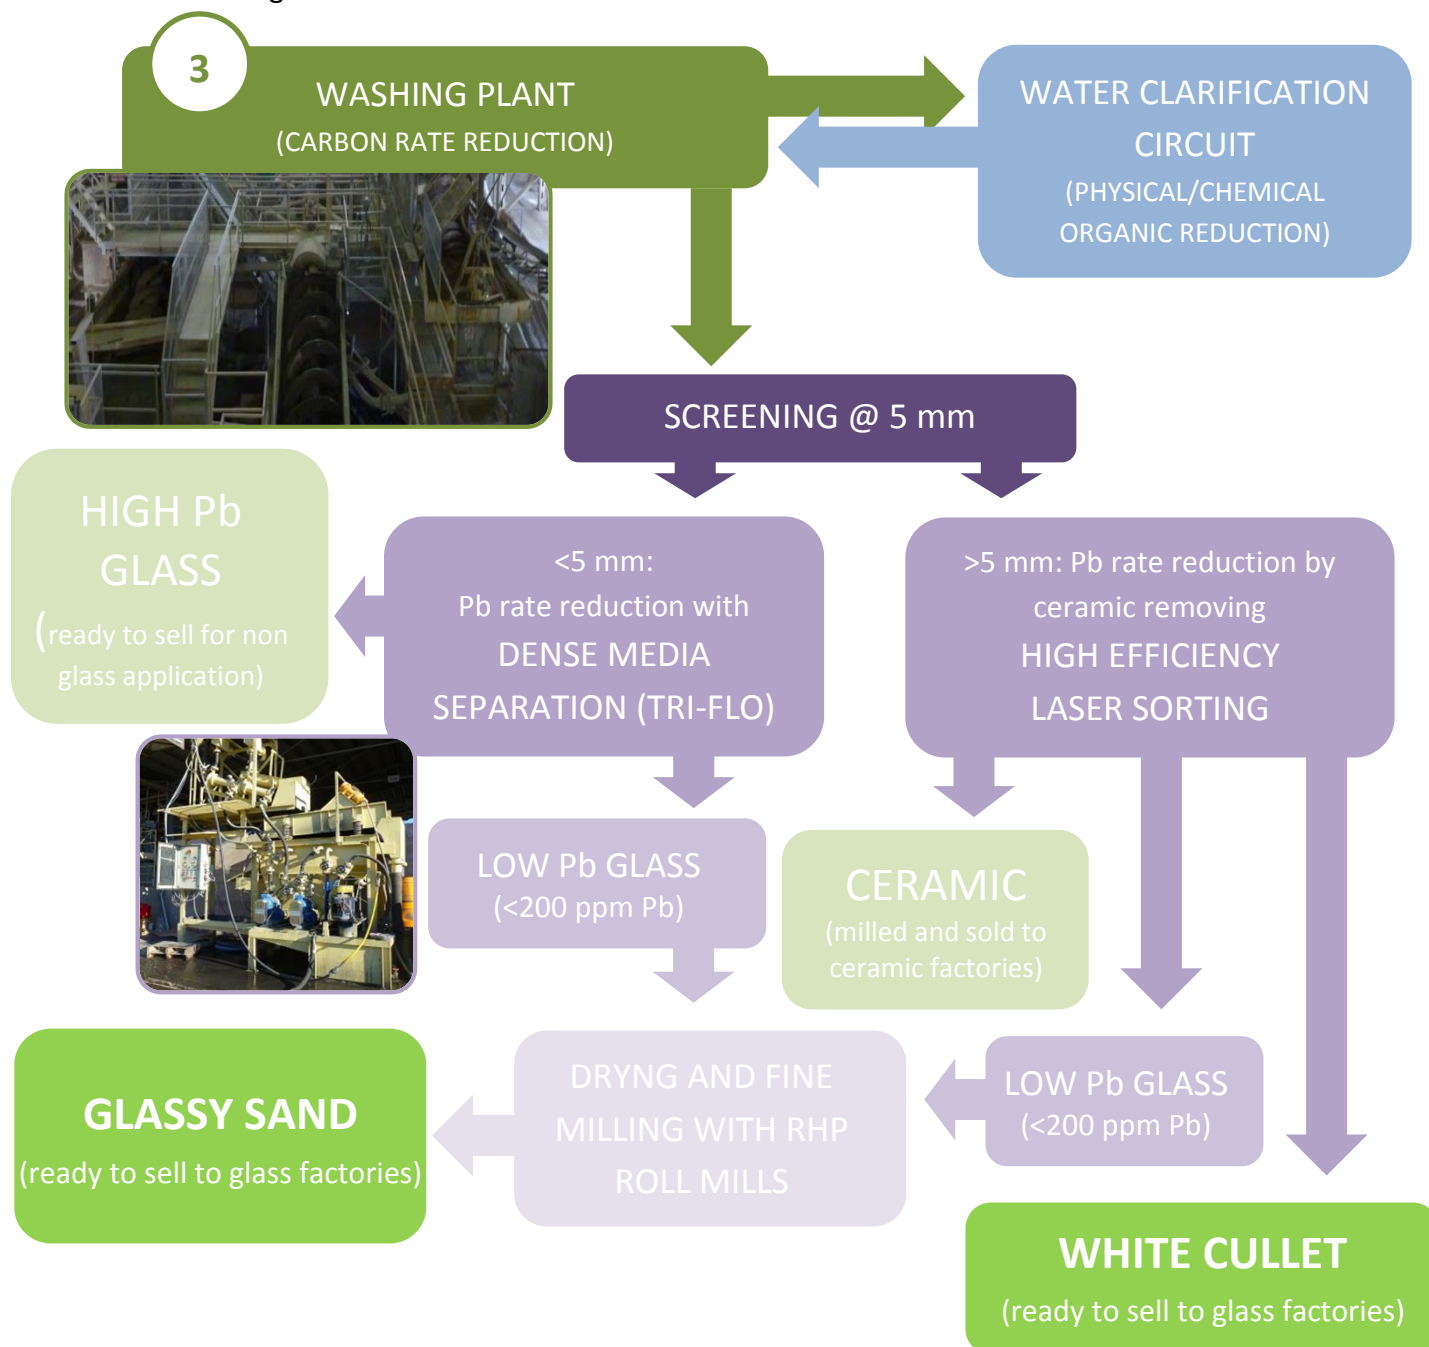 3
WASHING PLANT
(CARBON RATE REDUCTION)
WATER CLARIFICATION
CIRCUIT
(PHYSICAL/CHEMICAL
ORGANIC REDUCTION)
SCREENING @ 5 mm
HIGH Pb
GLASS
(ready to sell for non
glass application)
<5 mm:
Pb rate reduction with
DENSE MEDIA
SEPARATION (TRI-FLO)
>5 mm: Pb rate reduction by
ceramic removing
HIGH EFFICIENCY
LASER SORTING
LOW Pb GLASS
(<200 ppm Pb)
CERAMIC
(milled and sold to
ceramic factories)
GLASSY SAND
(ready to sell to glass factories)
DRYNG AND FINE
MILLING WITH RHP
ROLL MILLS
LOW Pb GLASS
(<200 ppm Pb)
WHITE CULLET
(ready to sell to glass factories)